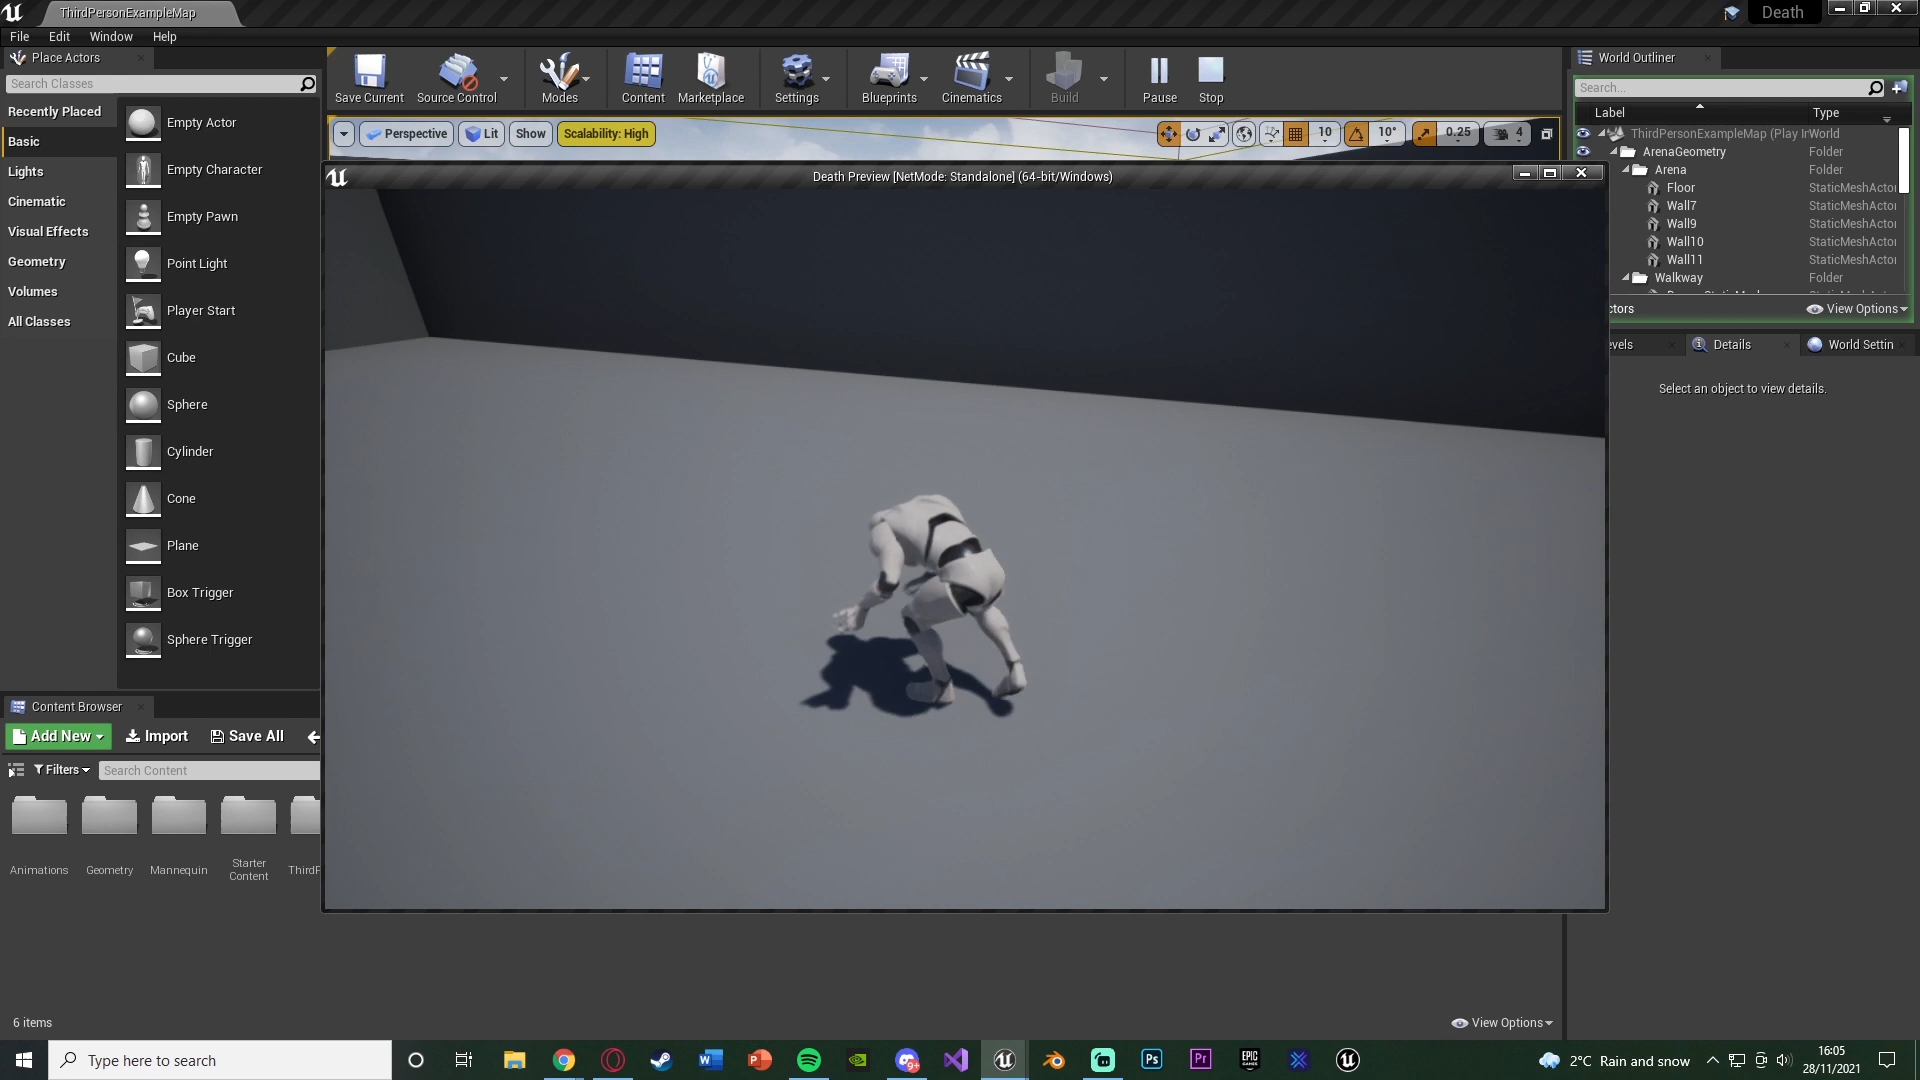 ThirdPersonExampleMap
Death
File Edit Window Help
Place Actors
Search Classes
Recently Placed
Basic
Lights
Cinematic
Visual Effects
Geometry
Volumes
All Classes
Empty Actor
Empty Character
Empty Pawn
Point Light
Player Start
Cube
Sphere
Cylinder
Cone
Plane
Box Trigger
Sphere Trigger
Save Current
Source Control
Modes
Content
Marketplace
Settings
Blueprints
Cinematics
Build
Pause
Stop
Perspective
Lit
Show
Scalability: High
10
10°
0.25
4
Death Preview [NetMode: Standalone] (64-bit/Windows)
World Outliner
Search...
Label Type
ThirdPersonExampleMap (Play In World
ArenaGeometry Folder
Arena Folder
Floor StaticMeshActor
Wall7 StaticMeshActor
Wall9 StaticMeshActor
Wall10 StaticMeshActor
Wall11 StaticMeshActor
Walkway Folder
ctors
View Options
evels
Details
World Settin
Select an object to view details.
Content Browser
Add New
Import
Save All
Filters
Search Content
Animations
Geometry
Mannequin
Starter
Content
ThirdP
6 items
View Options
Type here to search
9+
W
P
Ps
Pr
EPIC
GAMES
2°C Rain and snow
16:05
28/11/2021